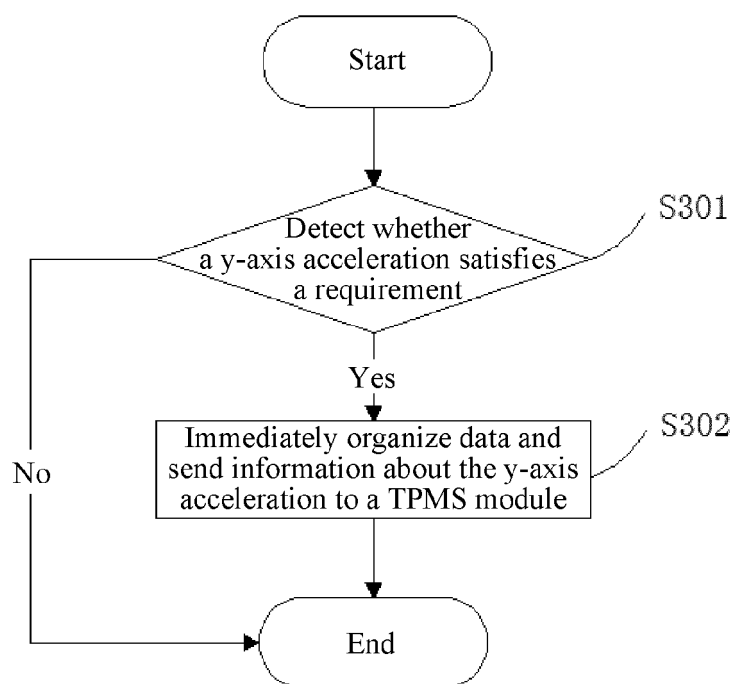 Start
Detect whether
a y-axis acceleration satisfies
a requirement
S301
Yes
Immediately organize data and
send information about the y-axis
acceleration to a TPMS module
S302
No
End